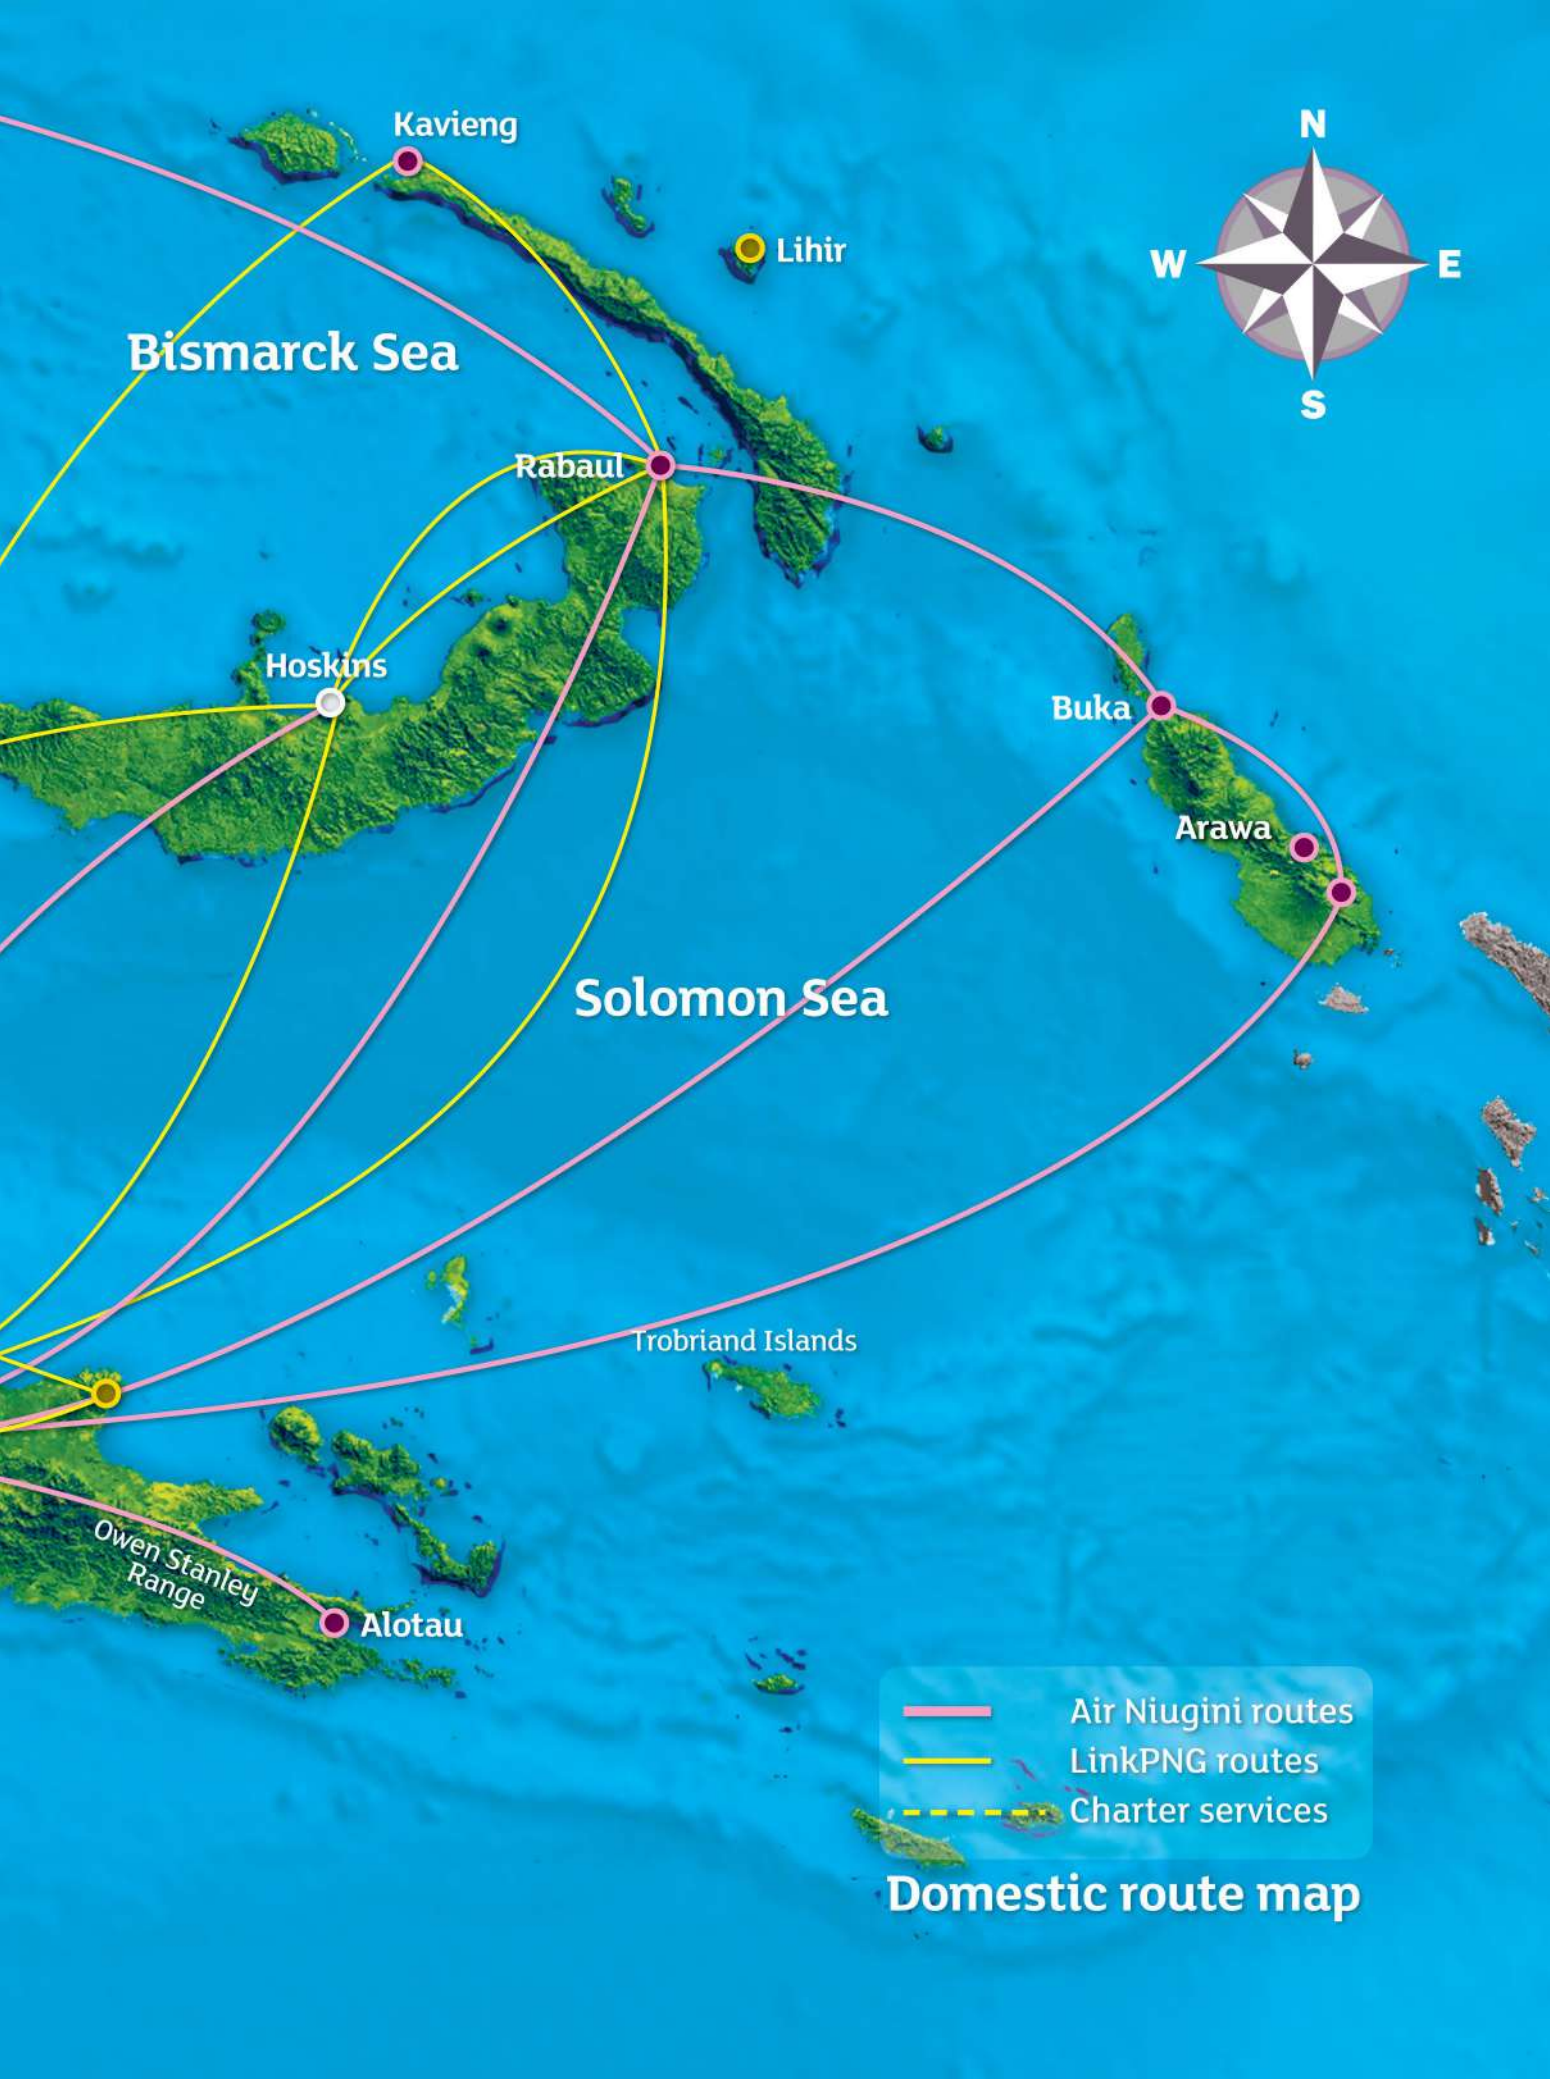 Kavieng
N
Lihir
W
E
Bismarck Sea
S
Rabaul
Hoskins
Buka
Arawa
Solomon Sea
Trobriand Islands
Owen Stanley
Range
Alotau
Air Niugini routes
LinkPNG routes
Charter services
Domestic route map